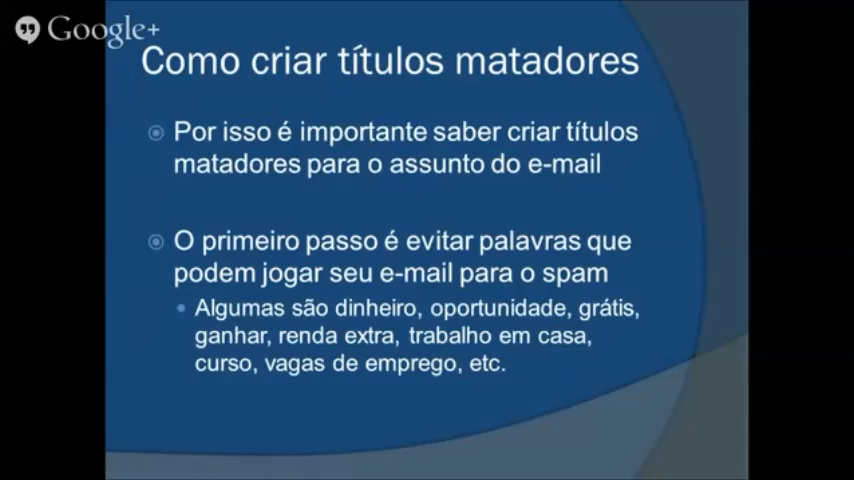 Google+
Como criar títulos matadores
Por isso é importante saber criar títulos
matadores para o assunto do e-mail
O primeiro passo é evitar palavras que
podem jogar seu e-mail para o spam
Algumas são dinheiro, oportunidade, grátis,
ganhar, renda extra, trabalho em casa,
curso, vagas de emprego, etc.